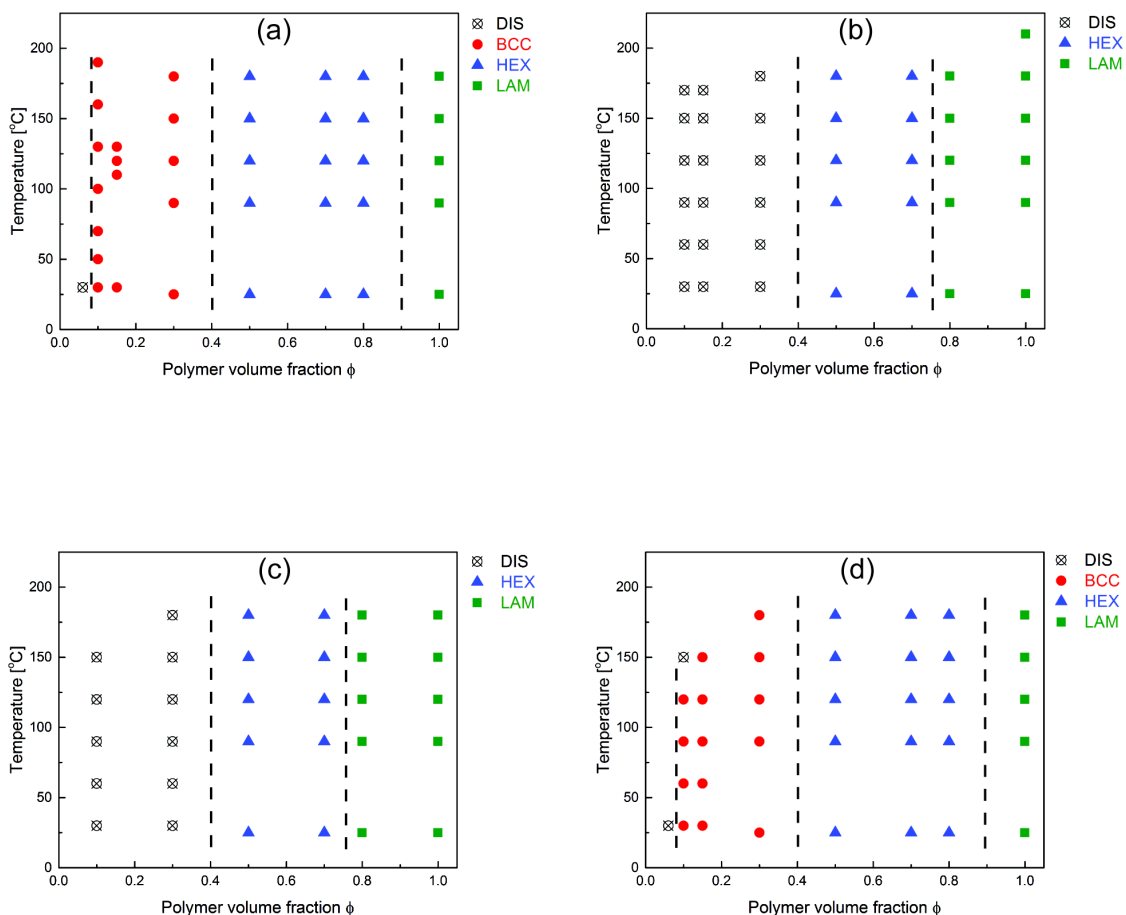 (a)
DIS
BCC
HEX
LAM
200
150
100
50
0
0.0 0.2 0.4 0.6 0.8 1.0
Temperature [°C]
Polymer volume fraction ϕ
(b)
DIS
HEX
LAM
200
150
100
50
0
0.0 0.2 0.4 0.6 0.8 1.0
Temperature [°C]
Polymer volume fraction ϕ
(c)
DIS
HEX
LAM
200
150
100
50
0
0.0 0.2 0.4 0.6 0.8 1.0
Temperature [°C]
Polymer volume fraction ϕ
(d)
DIS
BCC
HEX
LAM
200
150
100
50
0
0.0 0.2 0.4 0.6 0.8 1.0
Temperature [°C]
Polymer volume fraction ϕ